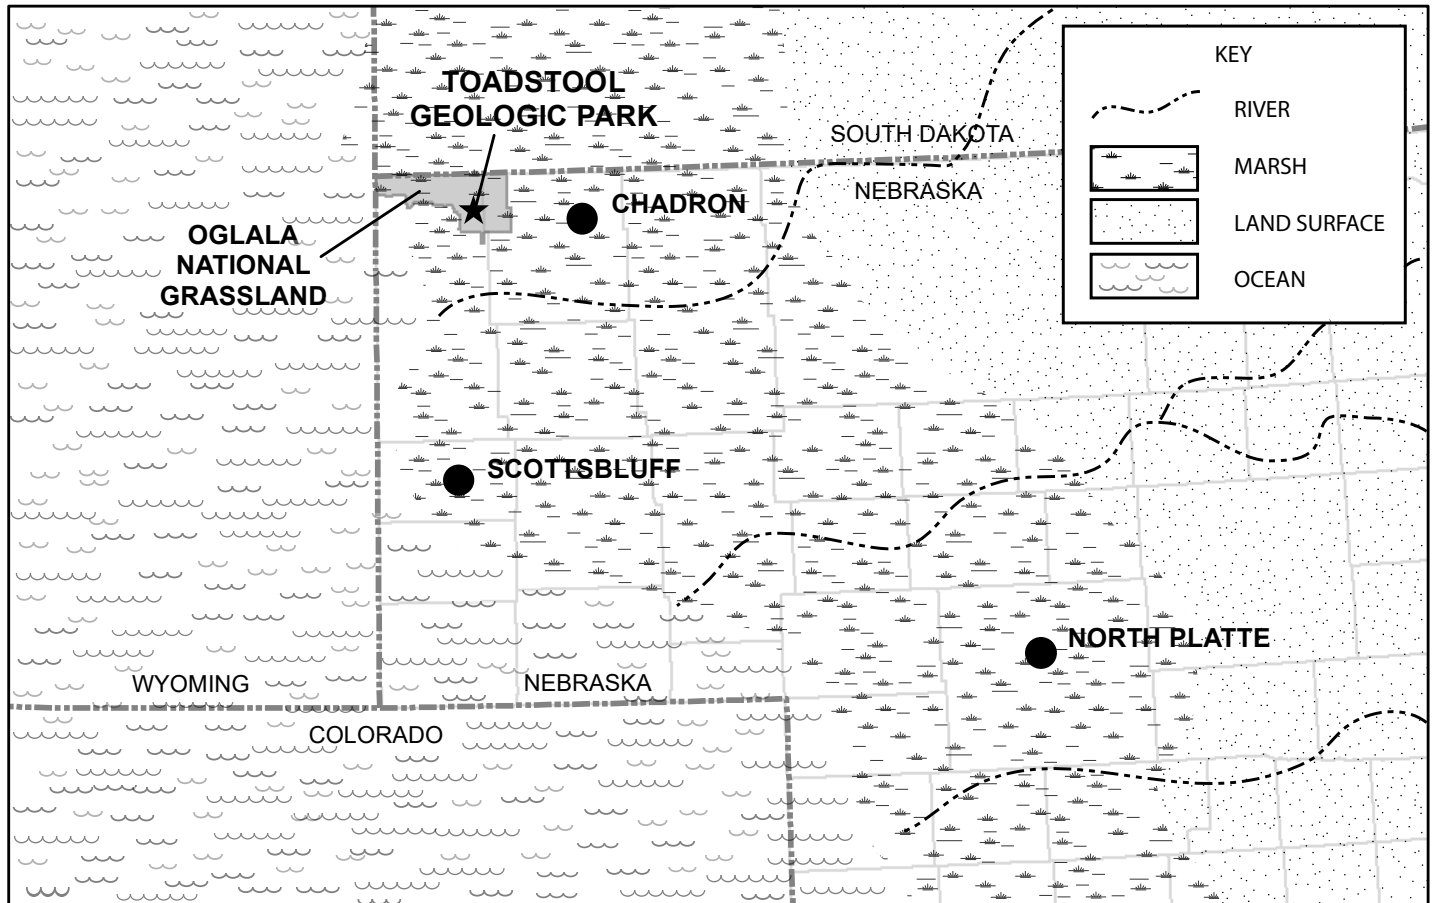 KEY
RIVER
MARSH
LAND SURFACE
OCEAN
TOADSTOOL
GEOLOGIC PARK
SOUTH DAKOTA
NEBRASKA
CHADRON
OGLALA
NATIONAL
GRASSLAND
SCOTTSBLUFF
NORTH PLATTE
WYOMING
NEBRASKA
COLORADO